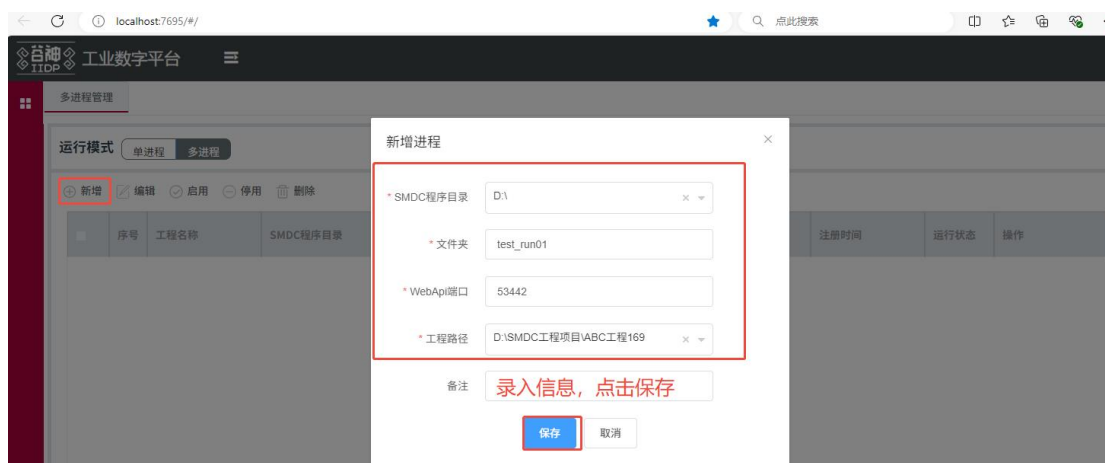 localhost:7695/#/
点此搜索
谷神
IIDP
工业数字平台
多进程管理
运行模式 单进程 多进程
新增 编辑 启用 停用 删除
序号 工程名称 SMDC程序目录 注册时间 运行状态 操作
新增进程
* SMDC程序目录 D:\
* 文件夹 test_run01
* WebApi端口 53442
* 工程路径 D:\SMDC工程项目\ABC工程169
备注 录入信息，点击保存
保存 取消